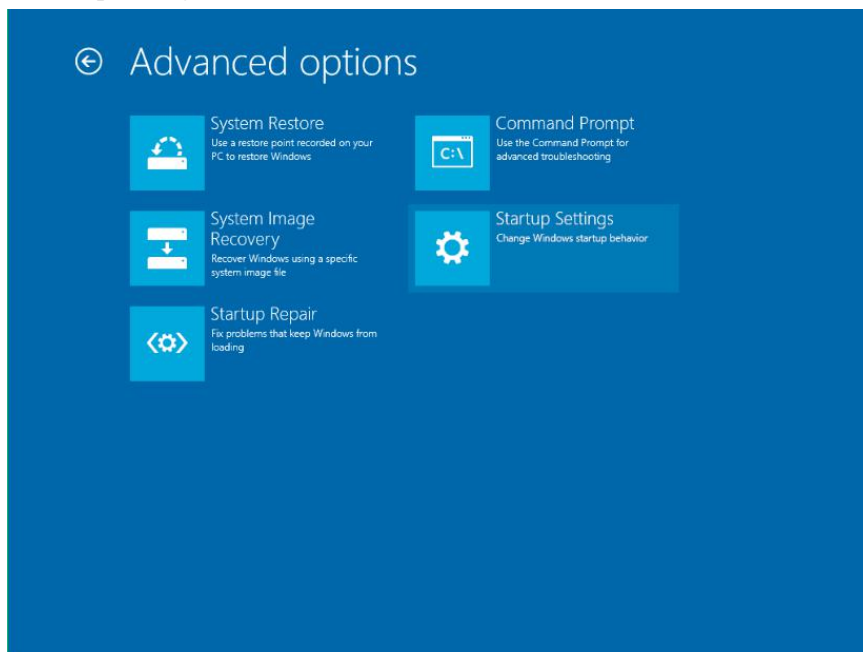 Advanced options
System Restore
Use a restore point recorded on your
PC to restore Windows
System Image
Recovery
Recover Windows using a specific
system image file
Startup Repair
Fix problems that keep Windows from
loading
C:\
Command Prompt
Use the Command Prompt for
advanced troubleshooting
Startup Settings
Change Windows startup behavior